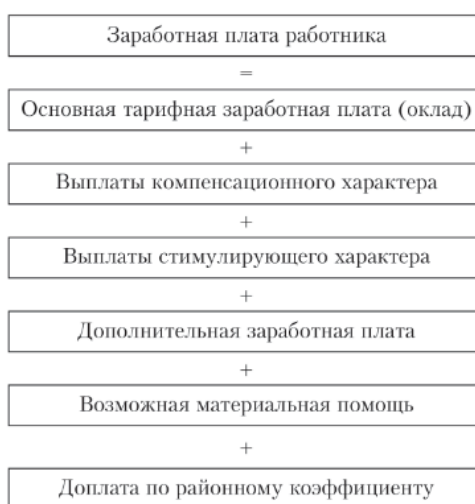 Заработная плата работника
=
Основная тарифная заработная плата (оклад)
+
Выплаты компенсационного характера
+
Выплаты стимулирующего характера
+
Дополнительная заработная плата
+
Возможная материальная помощь
+
Доплата по районному коэффициенту